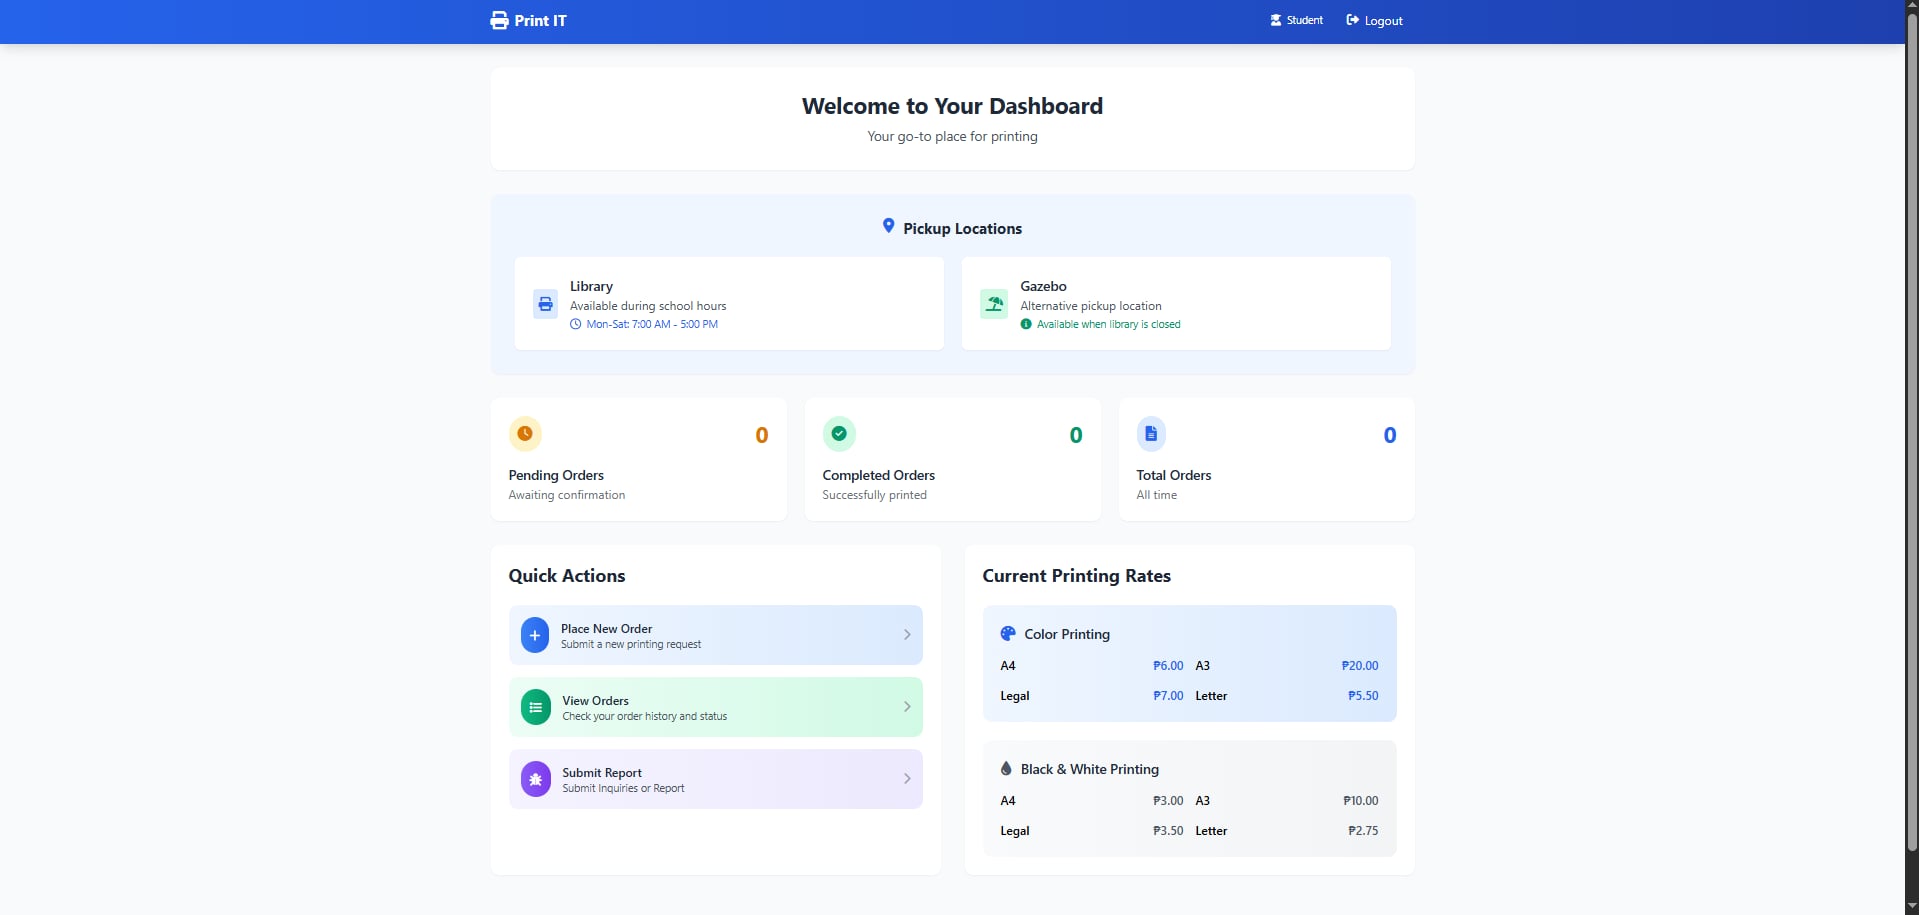 Print IT
Student
Logout
Welcome to Your Dashboard
Your go-to place for printing
Pickup Locations
Library
Available during school hours
Mon-Sat: 7:00 AM - 5:00 PM
Gazebo
Alternative pickup location
Available when library is closed
0
Pending Orders
Awaiting confirmation
0
Completed Orders
Successfully printed
0
Total Orders
All time
Quick Actions
Place New Order
Submit a new printing request
View Orders
Check your order history and status
Submit Report
Submit Inquiries or Report
Current Printing Rates
Color Printing
A4 ₱6.00 A3 ₱20.00
Legal ₱7.00 Letter ₱5.50
Black & White Printing
A4 ₱3.00 A3 ₱10.00
Legal ₱3.50 Letter ₱2.75